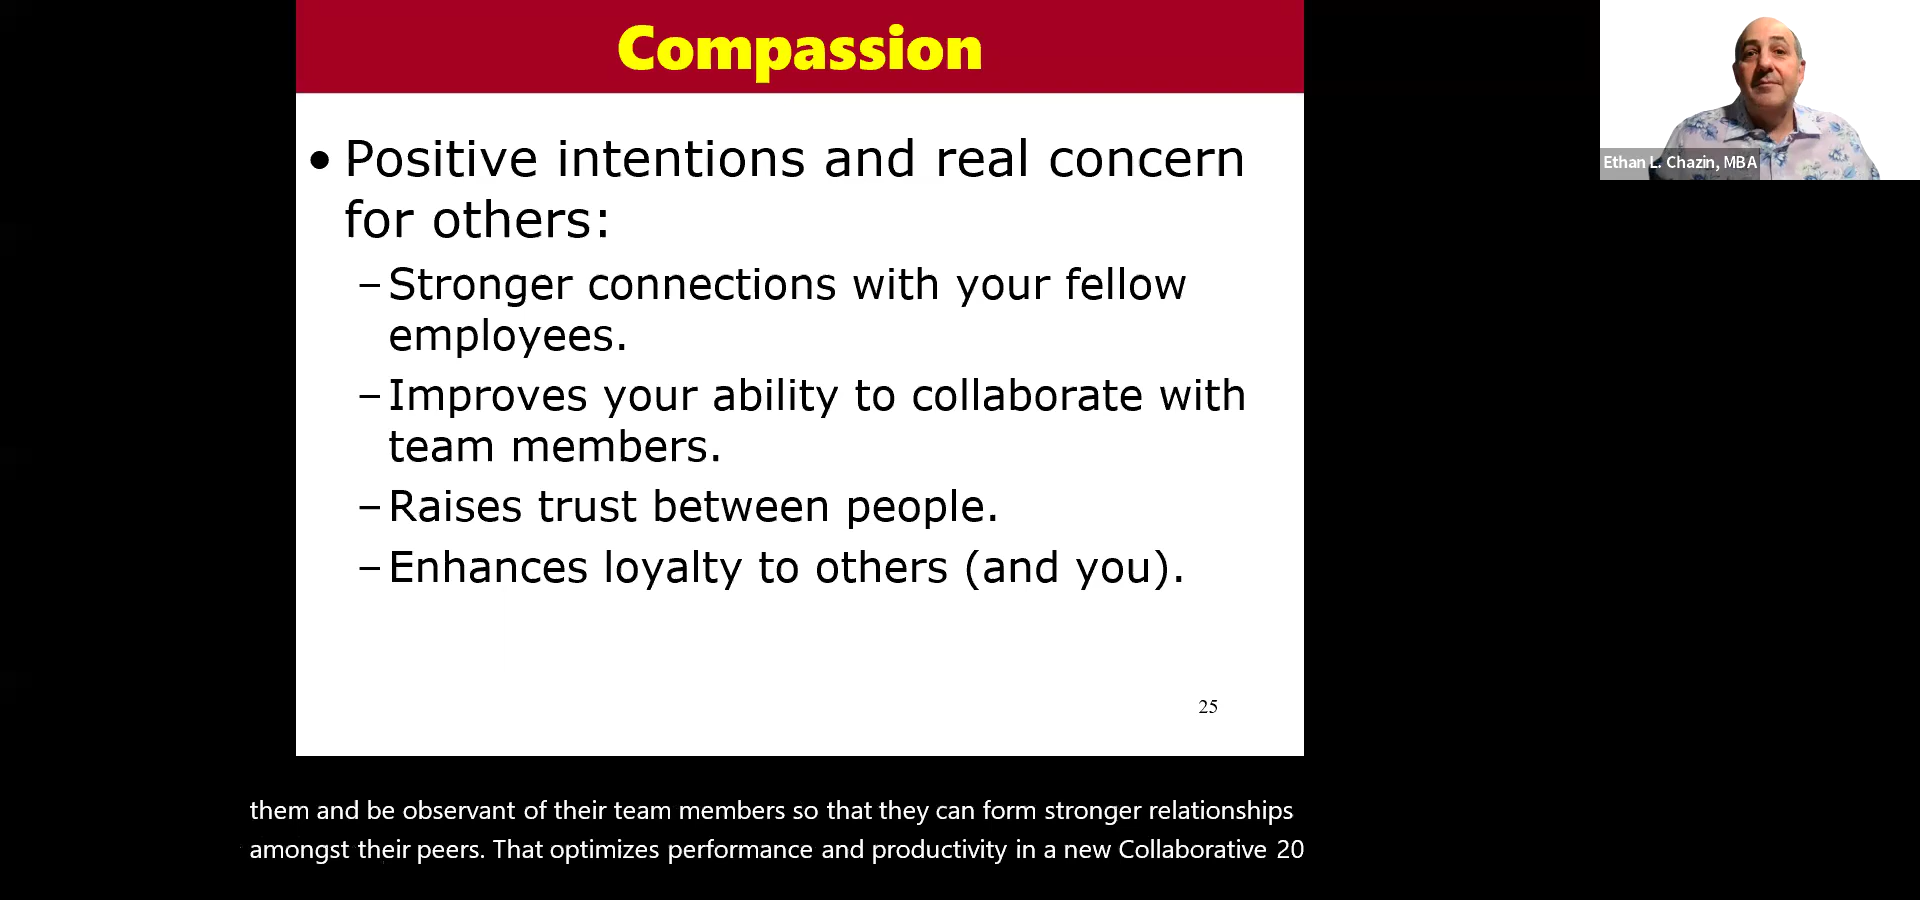 Compassion
• Positive intentions and real concern
for others:
–Stronger connections with your fellow
employees.
–Improves your ability to collaborate with
team members.
–Raises trust between people.
–Enhances loyalty to others (and you).
25
Ethan L. Chazin, MBA
them and be observant of their team members so that they can form stronger relationships
amongst their peers. That optimizes performance and productivity in a new Collaborative 20